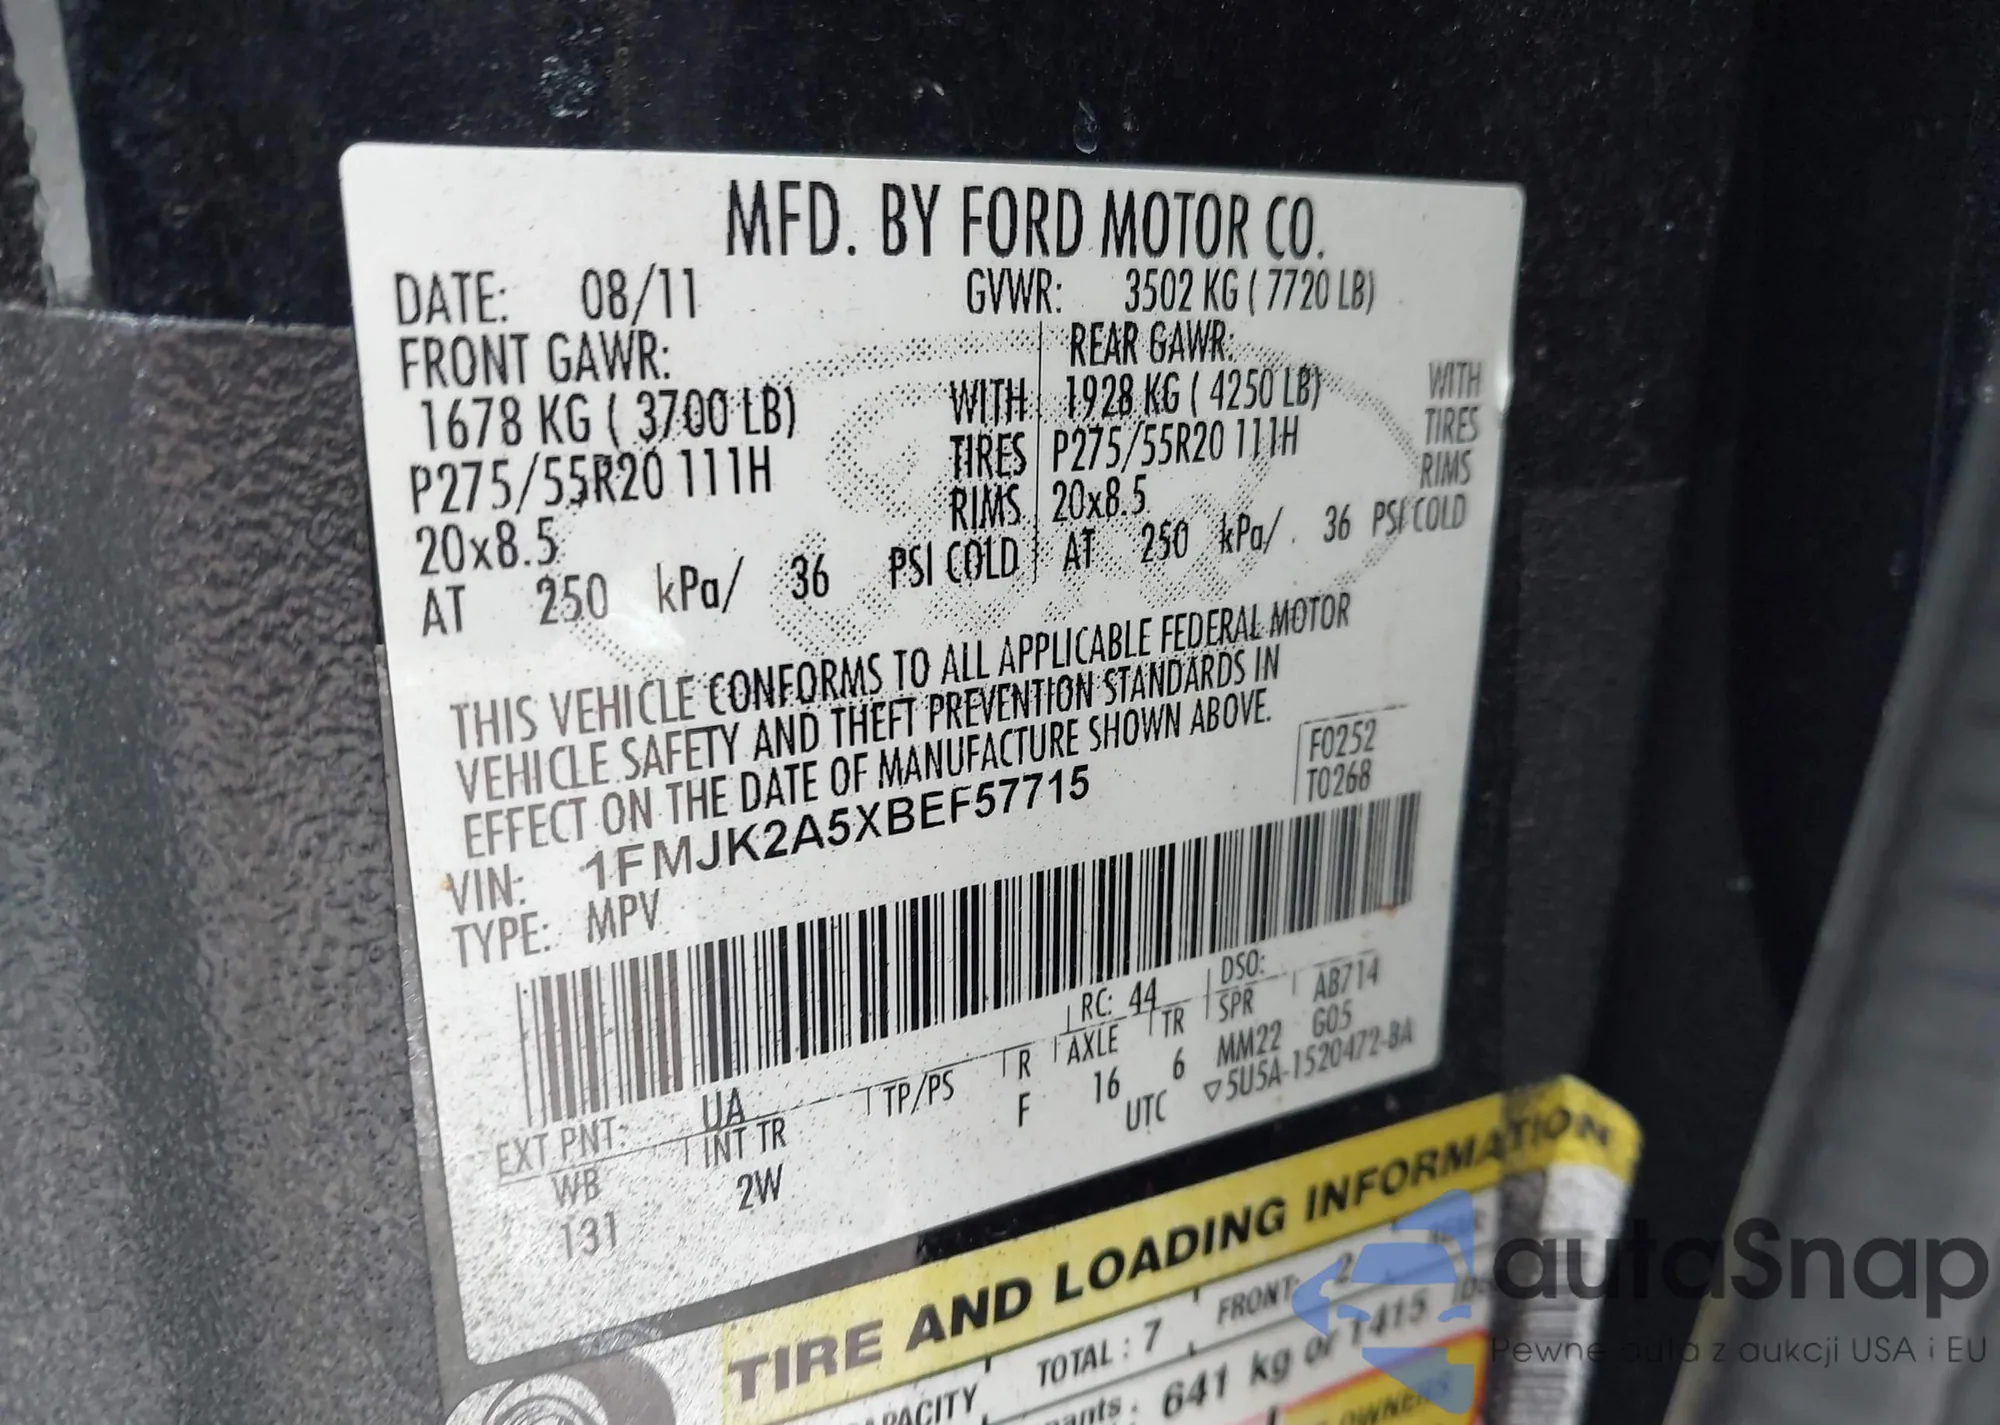 MFD. BY FORD MOTOR CO.
DATE: 08/11 GVWR: 3502 KG ( 7720 LB)
FRONT GAWR: REAR GAWR:
1678 KG ( 3700 LB) WITH 1928 KG ( 4250 LB) WITH
P275/55R20 111H TIRES P275/55R20 111H TIRES
20x8.5 RIMS 20x8.5 RIMS
AT 250 kPa/ 36 PSI COLD AT 250 kPa/ 36 PSI COLD
THIS VEHICLE CONFORMS TO ALL APPLICABLE FEDERAL MOTOR
VEHICLE SAFETY AND THEFT PREVENTION STANDARDS IN
EFFECT ON THE DATE OF MANUFACTURE SHOWN ABOVE.
F0252
T0268
VIN: 1FMJK2A5XBEF57715
TYPE: MPV
EXT PNT: UA RC: 44 DSO: AB714
WB INT TR TP/PS R AXLE TR SPR G05
131 2W F 16 6 MM22
UTC ▽5U5A-1520472-BA
TIRE AND LOADING INFORMATION
TOTAL : 7 FRONT: 2
641 kg or 1415
OWNERS
autaSnap
Pewne auta z aukcji USA i EU